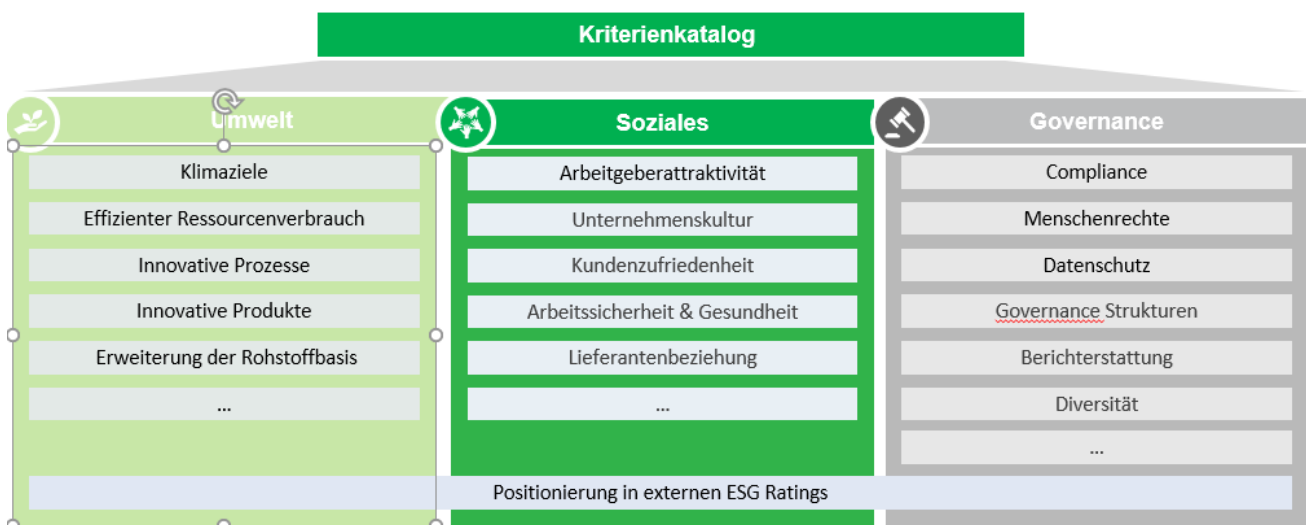 Kriterienkatalog
Umwelt
Klimaziele
Effizienter Ressourcenverbrauch
Innovative Prozesse
Innovative Produkte
Erweiterung der Rohstoffbasis
...
Soziales
Arbeitgeberattraktivität
Unternehmenskultur
Kundenzufriedenheit
Arbeitssicherheit & Gesundheit
Lieferantenbeziehung
...
Governance
Compliance
Menschenrechte
Datenschutz
Governance Strukturen
Berichterstattung
Diversität
...
Positionierung in externen ESG Ratings